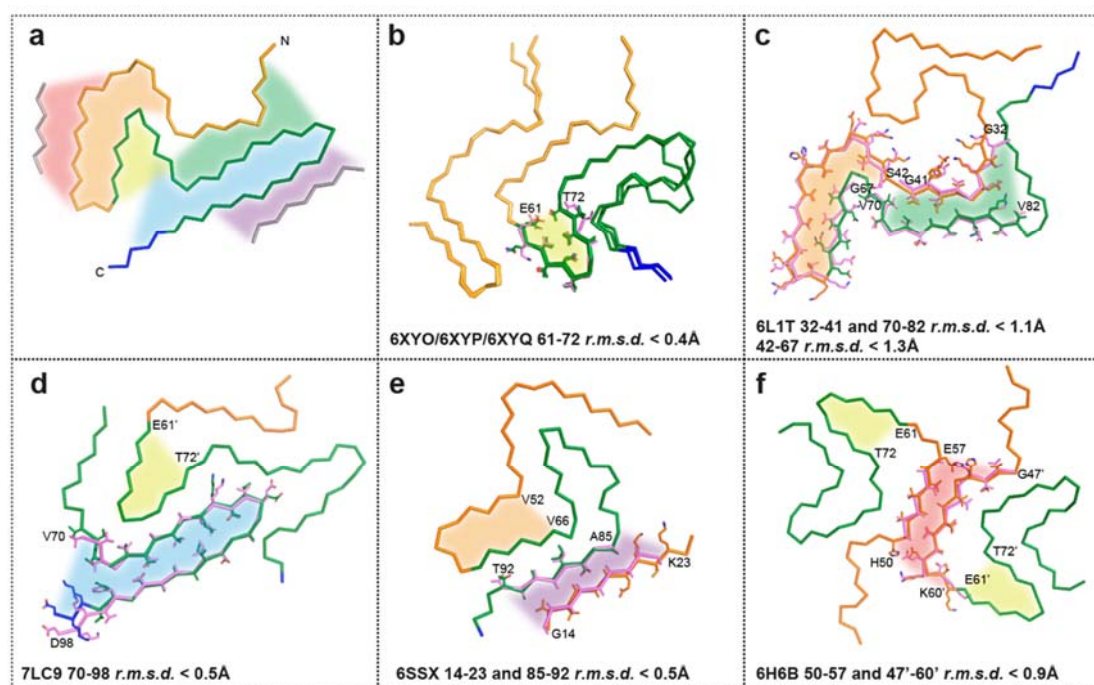 a
N
C
b
E61
T72
6XYO/6XYP/6XYQ 61-72 r.m.s.d. < 0.4Å
c
G32
S42
G41
G67
V70
V82
6L1T 32-41 and 70-82 r.m.s.d. < 1.1Å
42-67 r.m.s.d. < 1.3Å
d
E61'
T72'
V70
D98
7LC9 70-98 r.m.s.d. < 0.5Å
e
V52
V66
A85
T92
K23
G14
6SSX 14-23 and 85-92 r.m.s.d. < 0.5Å
f
E61
E57
T72
G47'
T72'
H50
K60'
E61'
6H6B 50-57 and 47'-60' r.m.s.d. < 0.9Å